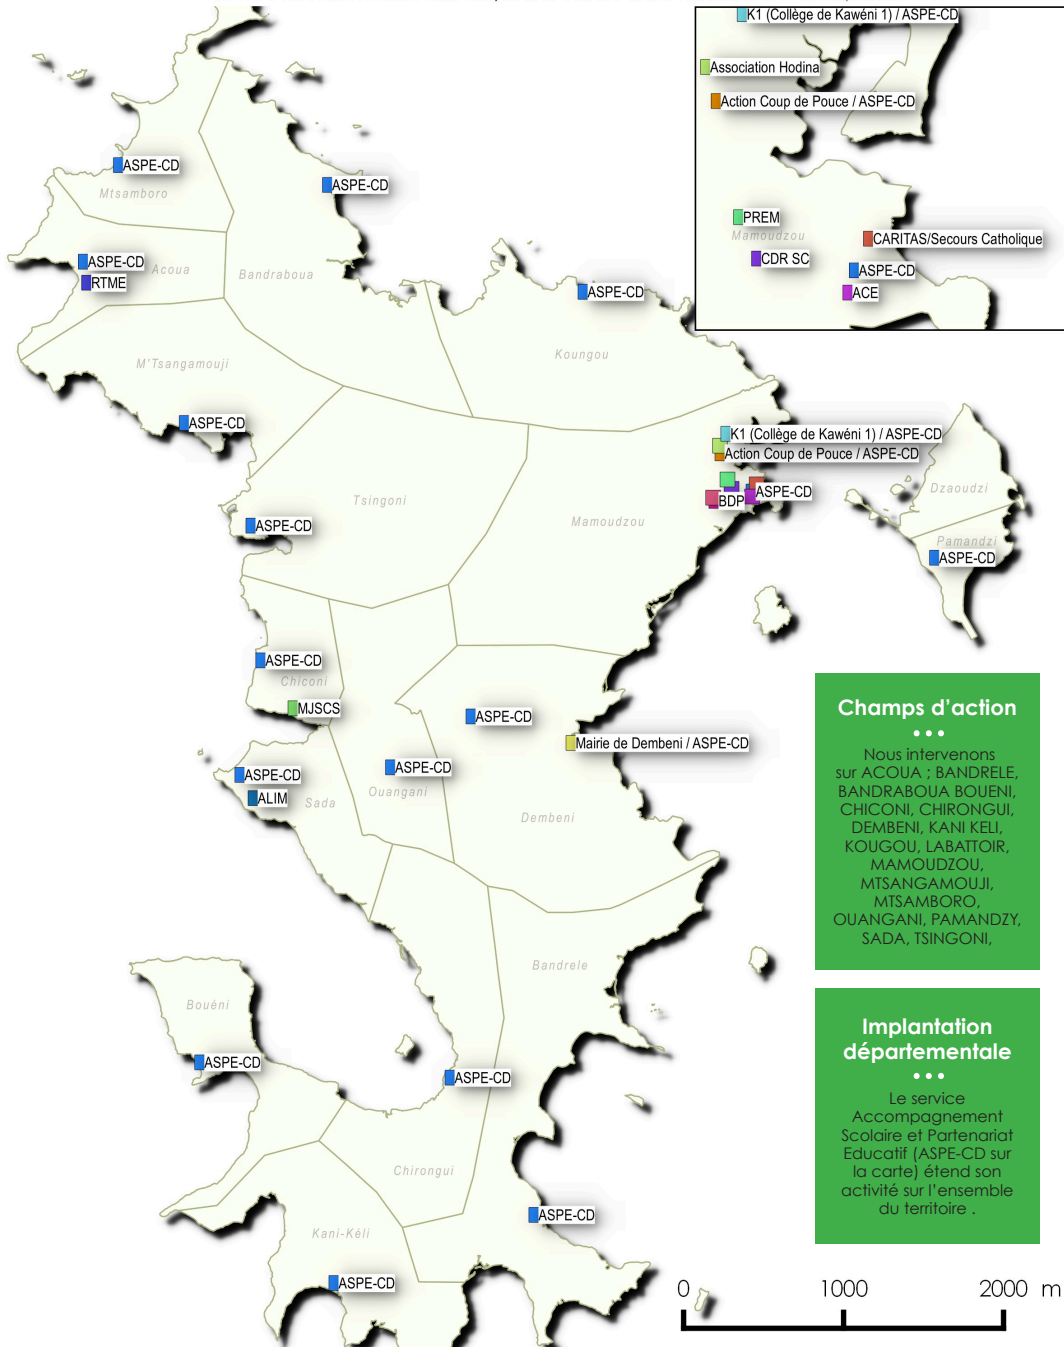 K1 (Collège de Kawéni 1) / ASPE-CD
Association Hodina
Action Coup de Pouce / ASPE-CD
PREM
Mamoudzou
CARITAS/Secours Catholique
CDR SC
ASPE-CD
ACE
ASPE-CD
Mtsamboro
ASPE-CD
ASPE-CD
Acoua
RTME
Bandraboua
ASPE-CD
Koungou
M'Tsangamouji
ASPE-CD
K1 (Collège de Kawéni 1) / ASPE-CD
Action Coup de Pouce / ASPE-CD
ASPE-CD
BDP
Tsingoni
Mamoudzou
ASPE-CD
Dzaoudzi
Pamandzi
ASPE-CD
ASPE-CD
Chiconi
MJSCS
ASPE-CD
Mairie de Dembeni / ASPE-CD
ASPE-CD
Ouangani
ASPE-CD
ALIM
Sada
Dembeni
Champs d'action
•••
Nous intervenons
sur ACOUA ; BANDRELE,
BANDRABOUA BOUENI,
CHICONI, CHIRONGUI,
DEMBENI, KANI KELI,
KOUGOU, LABATTOIR,
MAMOUDZOU,
MTSANGAMOUJI,
MTSAMBORO,
OUANGANI, PAMANDZY,
SADA, TSINGONI,
Bandrele
Bouéni
ASPE-CD
ASPE-CD
Implantation
départementale
•••
Le service
Accompagnement
Scolaire et Partenariat
Educatif (ASPE-CD sur
la carte) étend son
activité sur l'ensemble
du territoire .
Chirongui
ASPE-CD
Kani-Kéli
ASPE-CD
0 1000 2000 m